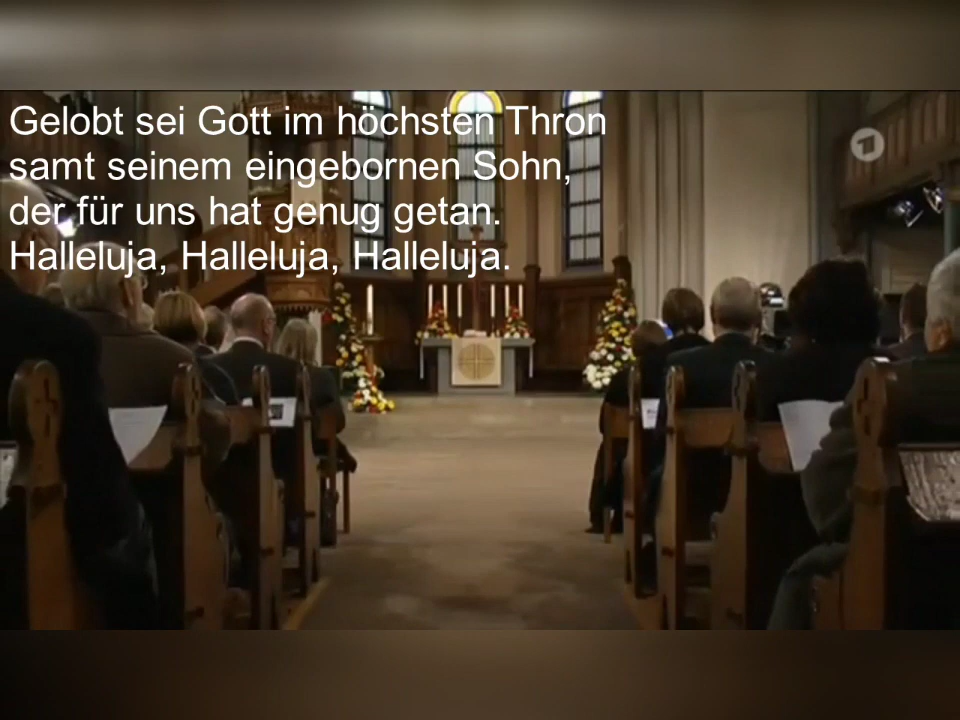 Gelobt sei Gott im höchsten Thron
samt seinem eingebornen Sohn,
der für uns hat genug getan.
Halleluja, Halleluja, Halleluja.